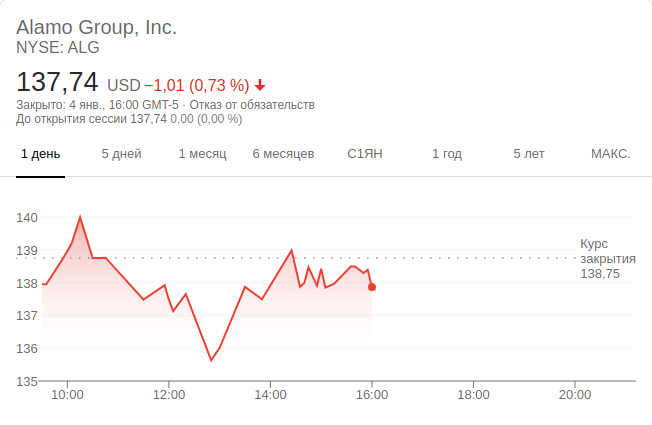 Alamo Group, Inc.
NYSE: ALG
137,74 USD −1,01 (0,73 %)
Закрыто: 4 янв., 16:00 GMT-5 · Отказ от обязательств
До открытия сессии 137,74 0,00 (0,00 %)
1 день 5 дней 1 месяц 6 месяцев С1ЯН 1 год 5 лет МАКС.
140
139
138
137
136
135
Курс
закрытия
138,75
10:00 12:00 14:00 16:00 18:00 20:00